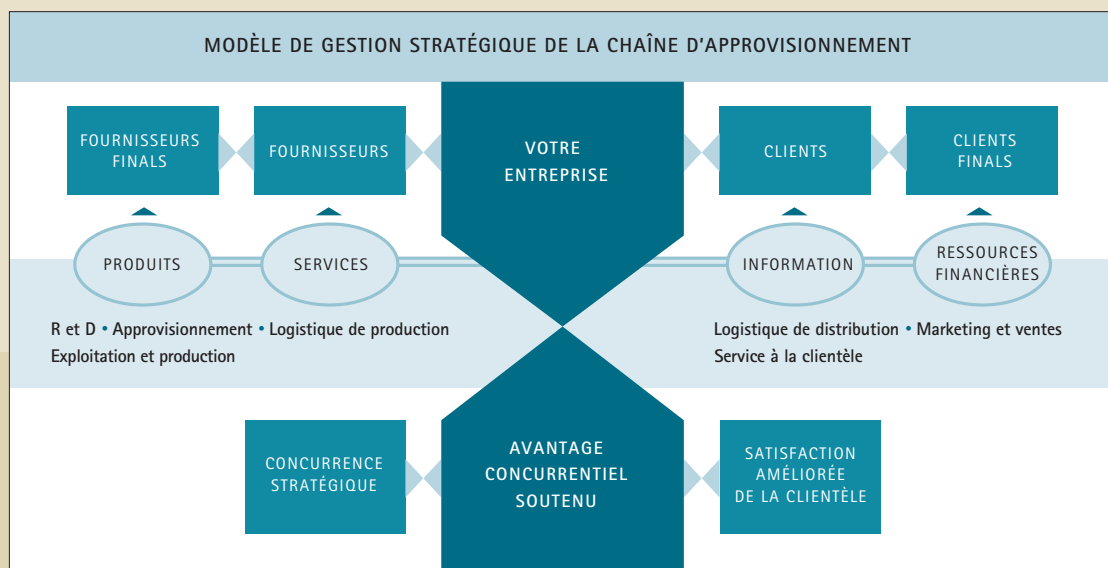 MODÈLE DE GESTION STRATÉGIQUE DE LA CHAÎNE D'APPROVISIONNEMENT
FOURNISSEURS
FINALS
FOURNISSEURS
VOTRE
ENTREPRISE
CLIENTS
CLIENTS
FINALS
PRODUITS
SERVICES
INFORMATION
RESSOURCES
FINANCIÈRES
R et D • Approvisionnement • Logistique de production
Exploitation et production
Logistique de distribution • Marketing et ventes
Service à la clientèle
CONCURRENCE
STRATÉGIQUE
AVANTAGE
CONCURRENTIEL
SOUTENU
SATISFACTION
AMÉLIORÉE
DE LA CLIENTÈLE